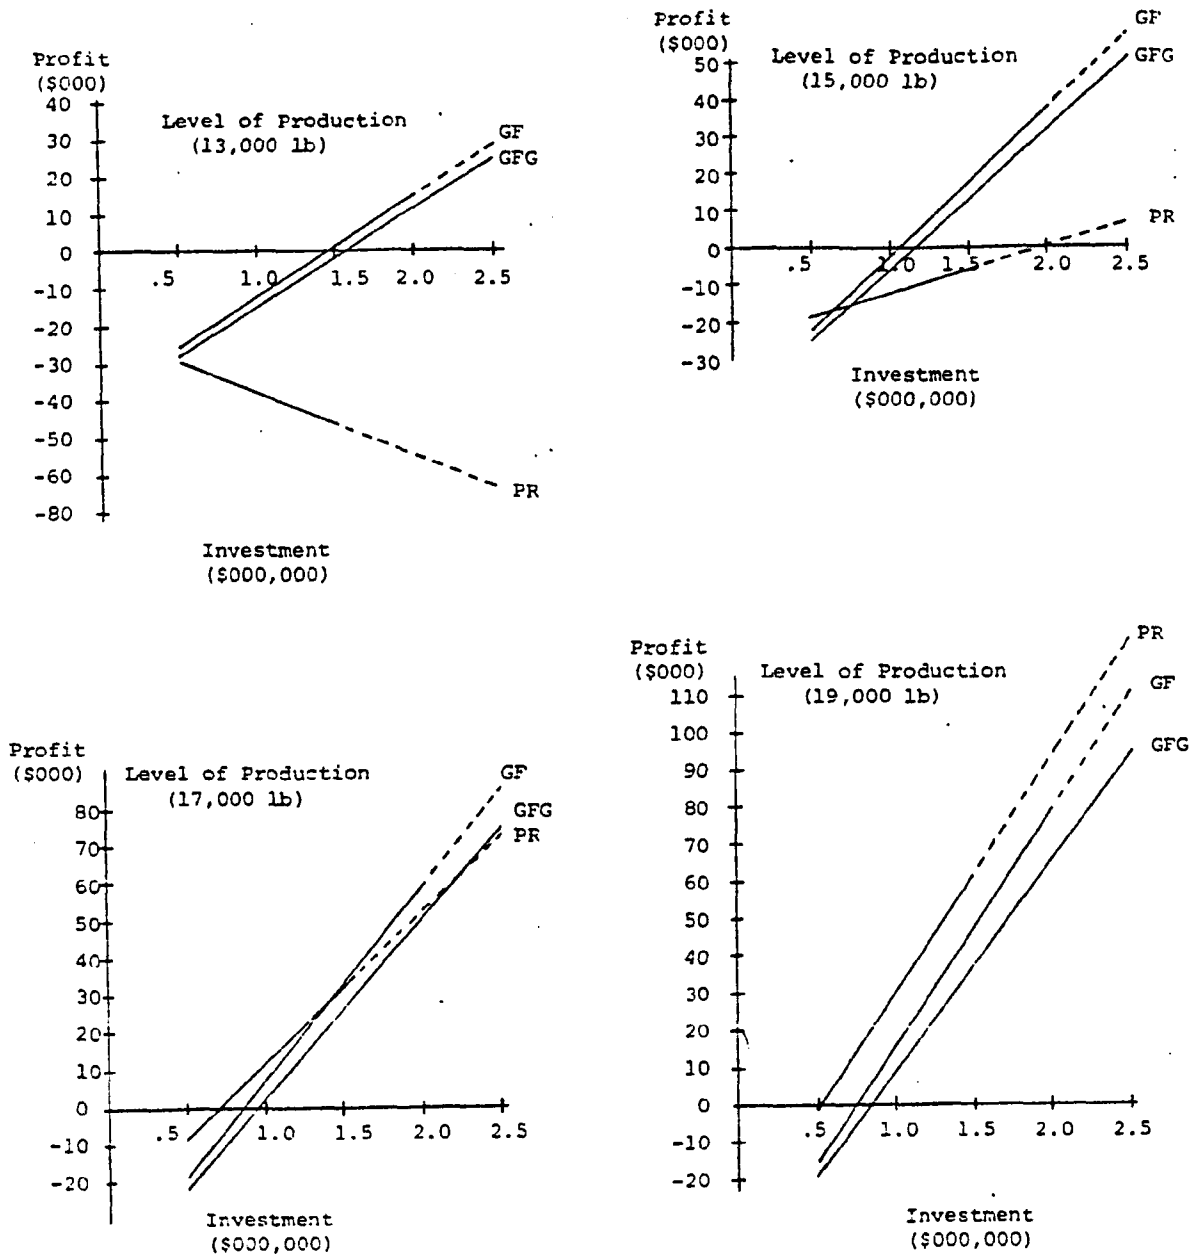 Profit
($000)
Level of Production
(13,000 lb)
40
30
20
10
0
-10
-20
-30
-40
-50
-60
-80
.5
1.0
1.5
2.0
2.5
GF
GFG
PR
Investment
($000,000)
Profit
($000)
Level of Production
(15,000 lb)
50
40
30
20
10
0
-10
-20
-30
.5
1.0
1.5
2.0
2.5
GF
GFG
PR
Investment
($000,000)
Profit
($000)
Level of Production
(17,000 lb)
80
70
60
50
40
30
20
10
0
-10
-20
.5
1.0
1.5
2.0
2.5
GF
GFG
PR
Investment
($000,000)
Profit
($000)
Level of Production
(19,000 lb)
110
100
90
80
70
60
50
40
30
20
10
0
-10
-20
.5
1.0
1.5
2.0
2.5
PR
GF
GFG
Investment
($000,000)